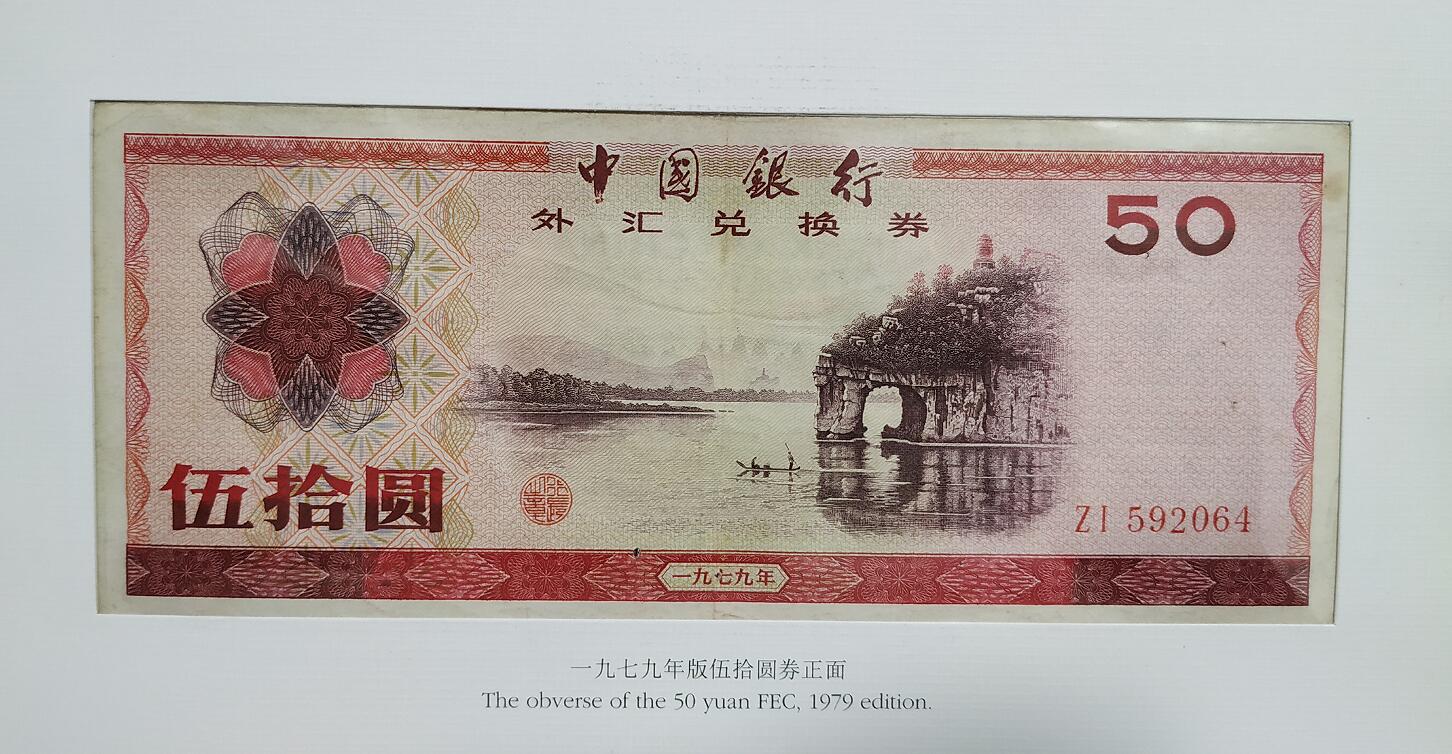 中國銀行
外汇兑换券
50
伍拾圆
ZI 592064
一九七九年
一九七九年版伍拾圆券正面
The obverse of the 50 yuan FEC, 1979 edition.